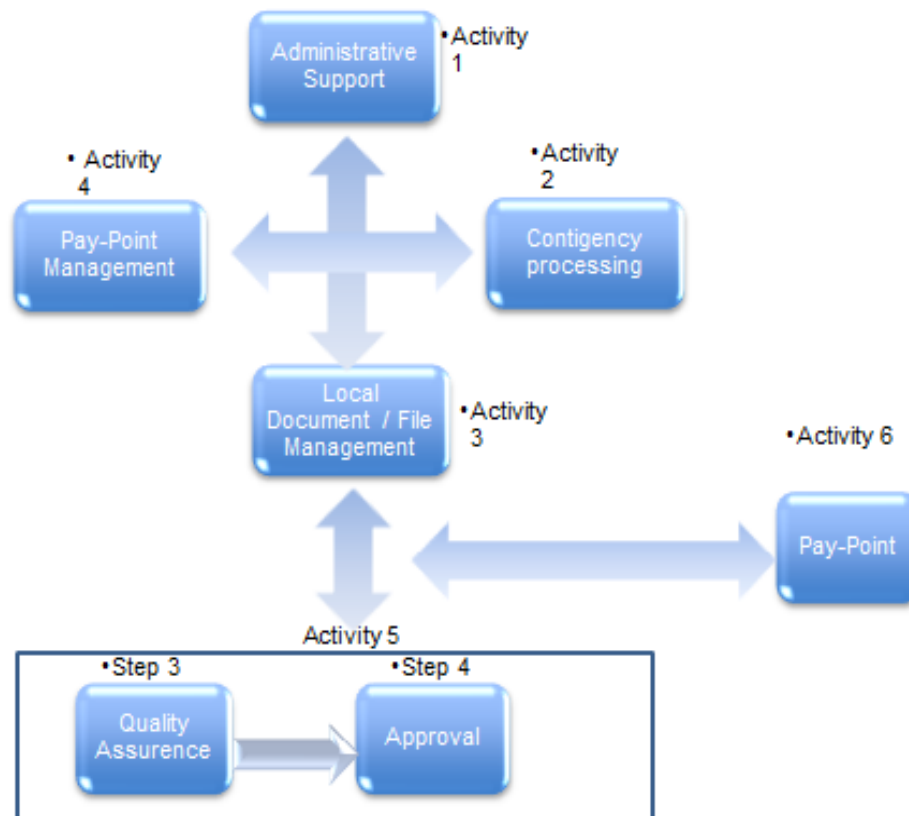 Administrative
Support
•Activity
1
• Activity
4
Pay-Point
Management
•Activity
2
Contigency
processing
Local
Document / File
Management
•Activity
3
•Activity 6
Pay-Point
Activity 5
•Step 3
Quality
Assurence
•Step 4
Approval